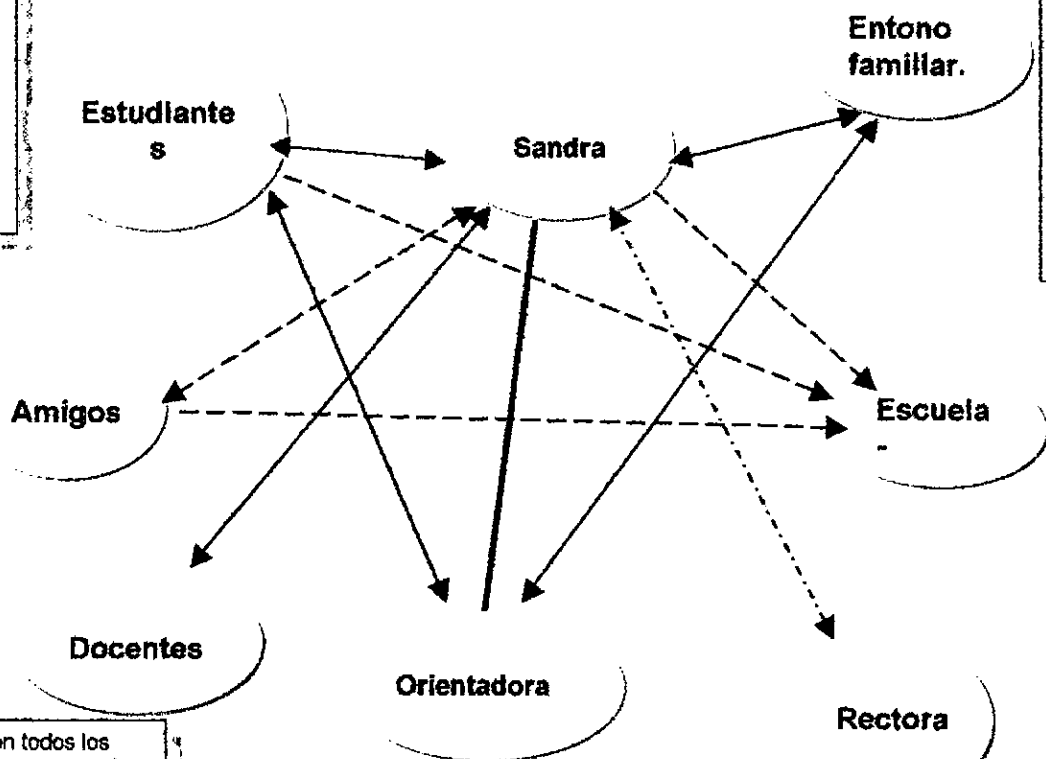 Entono
familiar.
Estudiante
s
Sandra
Amigos
Escuela
-
Docentes
Orientadora
Rectora
on todos los